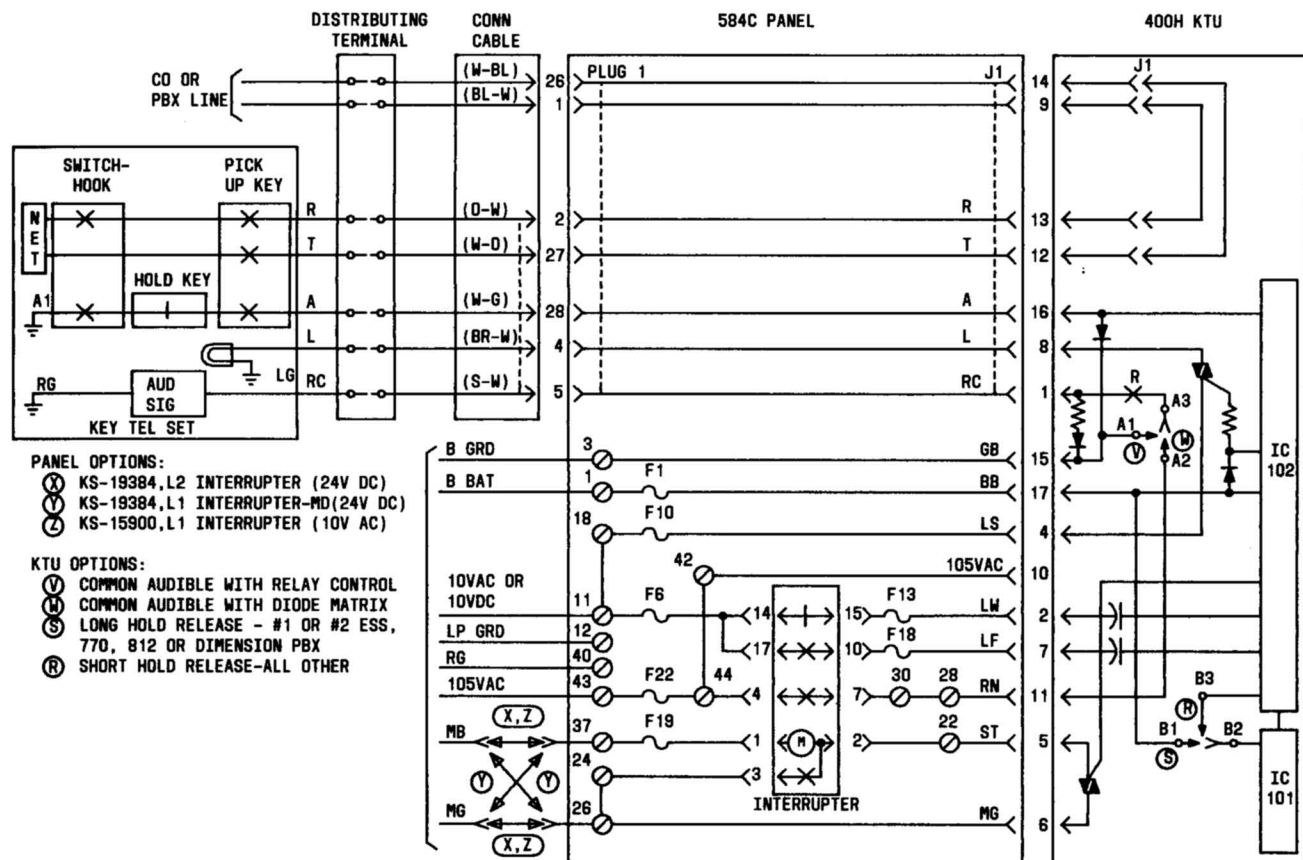 DISTRIBUTING TERMINAL
CONN CABLE
584C PANEL
400H KTU
CO OR PBX LINE
(W-BL)
26
PLUG 1
J1
14
J1
(BL-W)
1
9
SWITCH-HOOK
PICK UP KEY
NET
R
(O-W)
2
R
13
T
(W-O)
27
T
12
HOLD KEY
A1
A
(W-G)
28
A
16
L
(BR-W)
4
L
8
LG
RG
AUD SIG
RC
(S-W)
5
RC
1
R
A3
A1
W
V
A2
KEY TEL SET
IC 102
PANEL OPTIONS:
X KS-19384,L2 INTERRUPTER (24V DC)
Y KS-19384,L1 INTERRUPTER-MD(24V DC)
Z KS-15900,L1 INTERRUPTER (10V AC)
KTU OPTIONS:
V COMMON AUDIBLE WITH RELAY CONTROL
W COMMON AUDIBLE WITH DIODE MATRIX
S LONG HOLD RELEASE - #1 OR #2 ESS,
770, 812 OR DIMENSION PBX
R SHORT HOLD RELEASE-ALL OTHER
B GRD
3
GB
15
B BAT
1
F1
BB
17
18
F10
LS
4
42
105VAC
10
10VAC OR 10VDC
11
F6
14
15
F13
LW
2
LP GRD
12
17
10
F18
LF
7
RG
40
105VAC
43
F22
44
4
7
30
28
RN
11
B3
R
MB
X,Z
37
F19
1
M
2
22
ST
5
B1
B2
S
24
3
Y
Y
INTERRUPTER
MG
X,Z
26
MG
6
IC 101